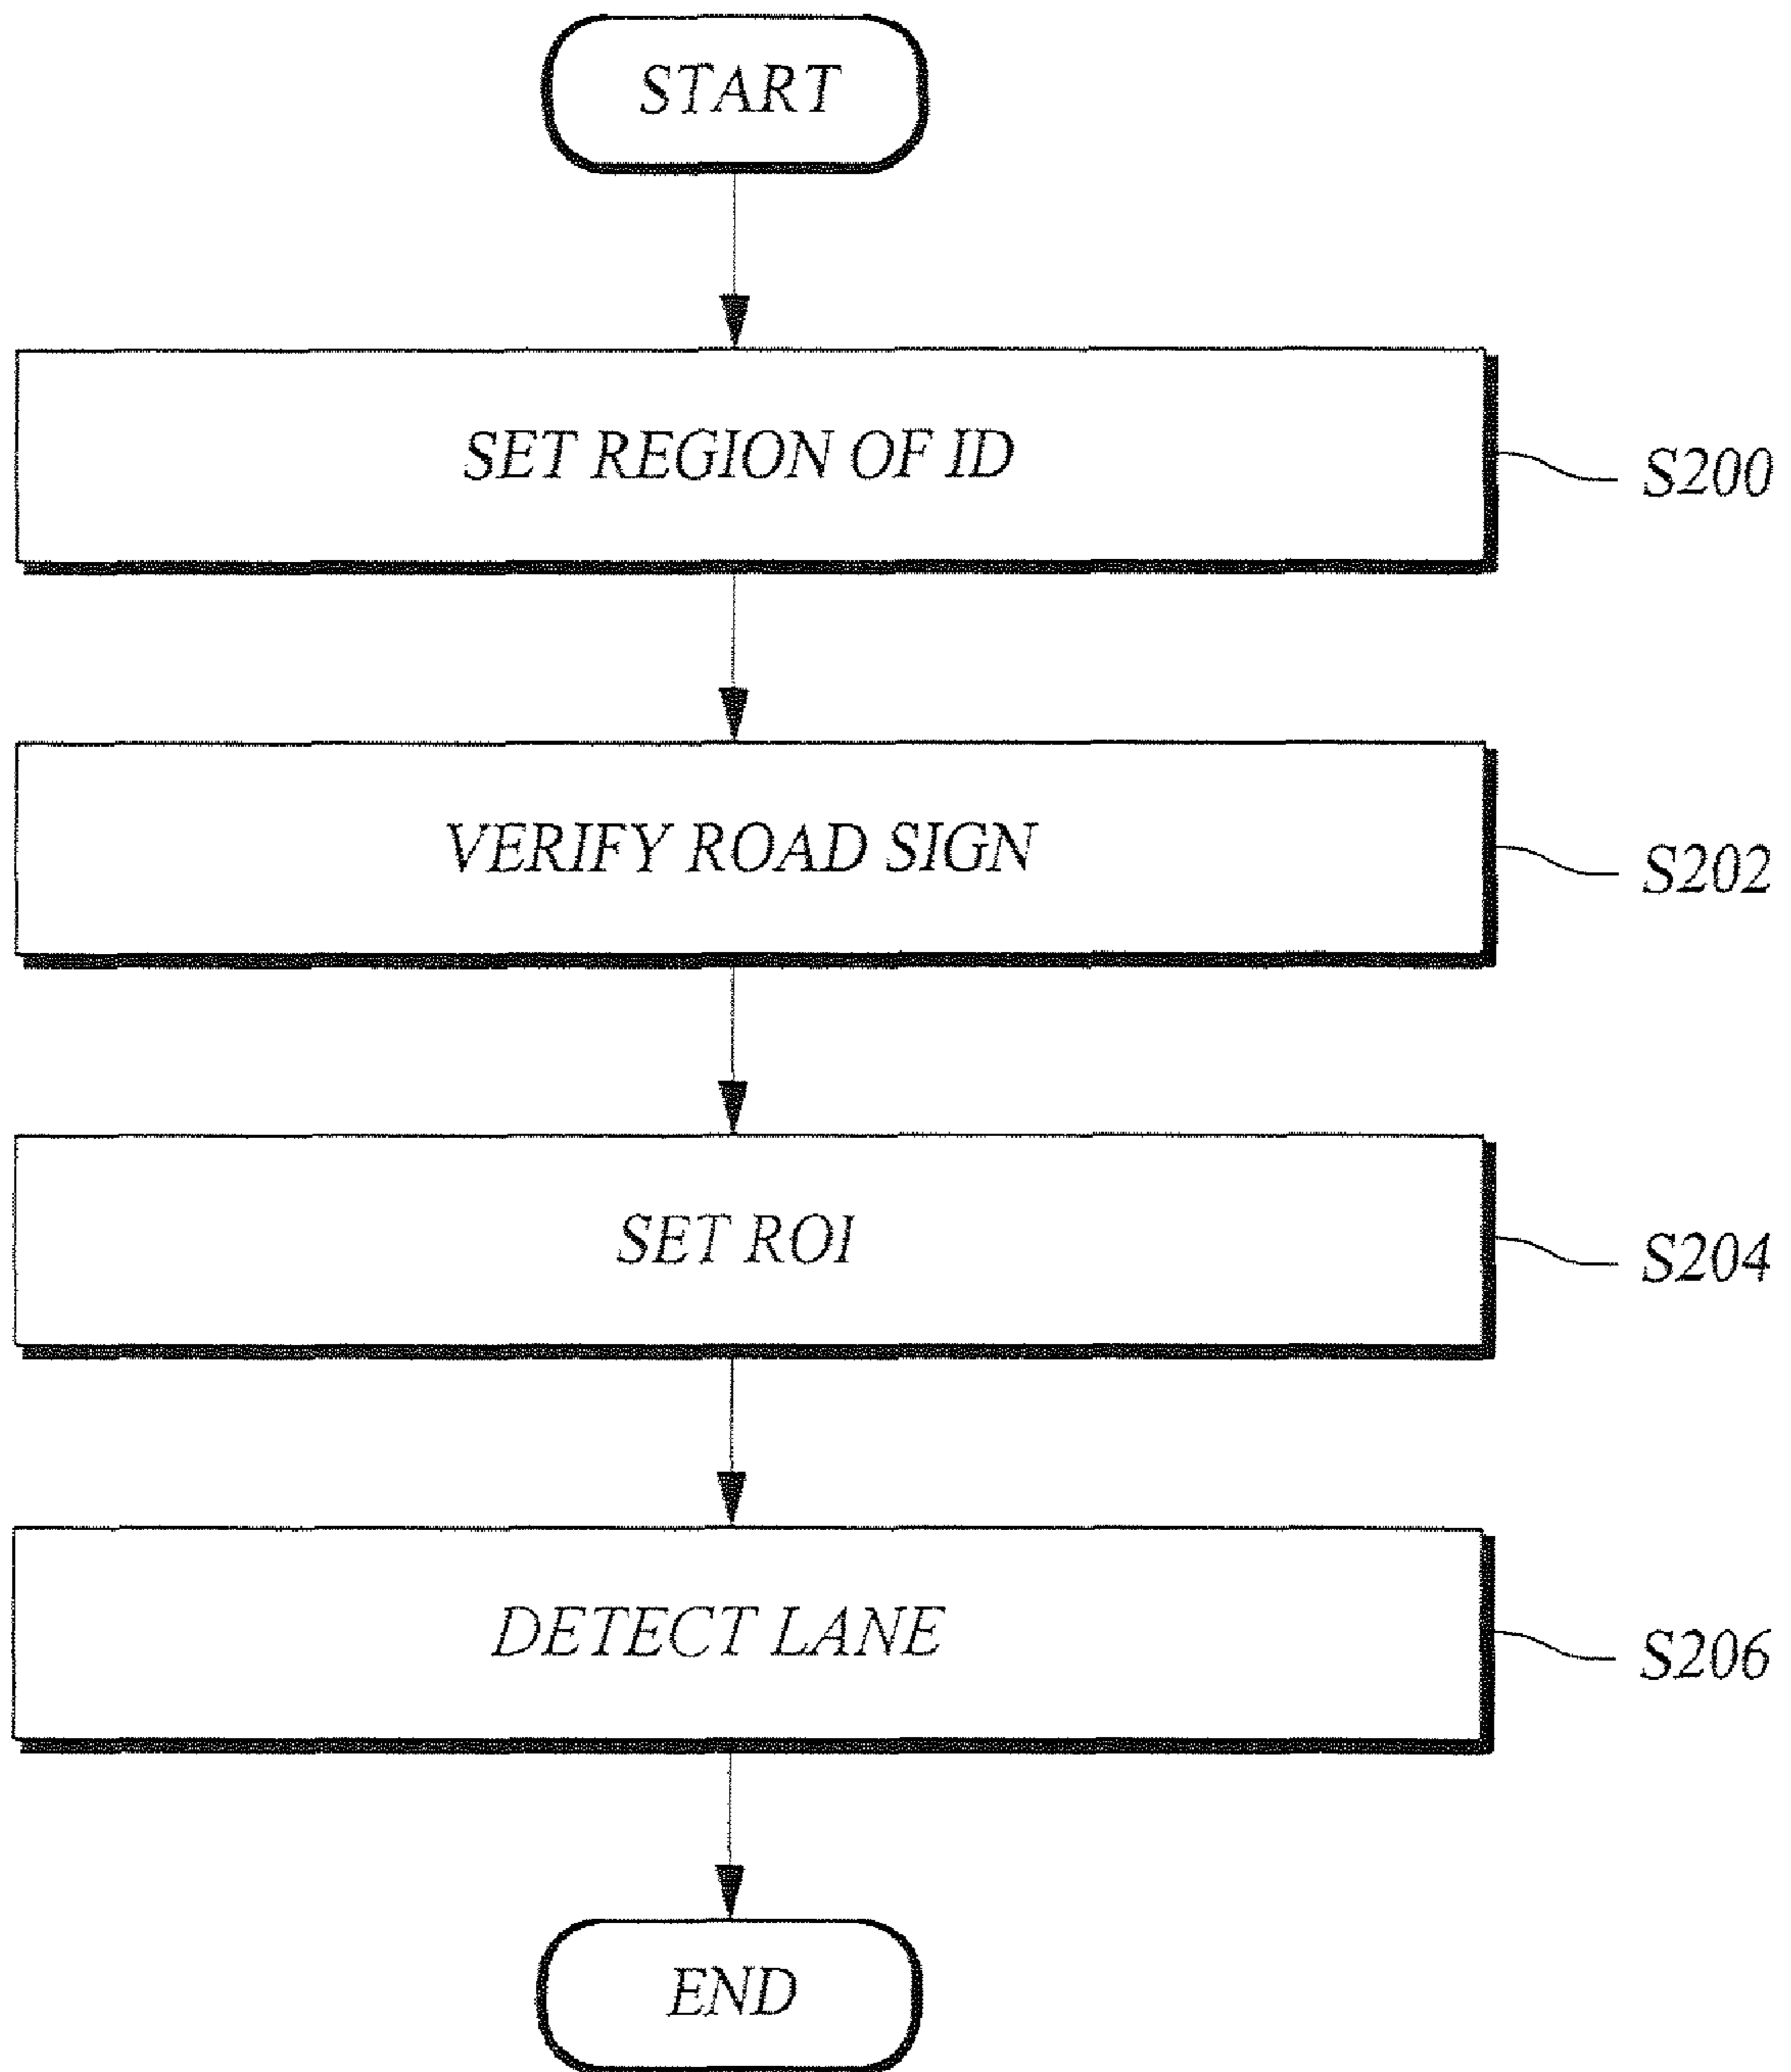 START
SET REGION OF ID
S200
VERIFY ROAD SIGN
S202
SET ROI
S204
DETECT LANE
S206
END